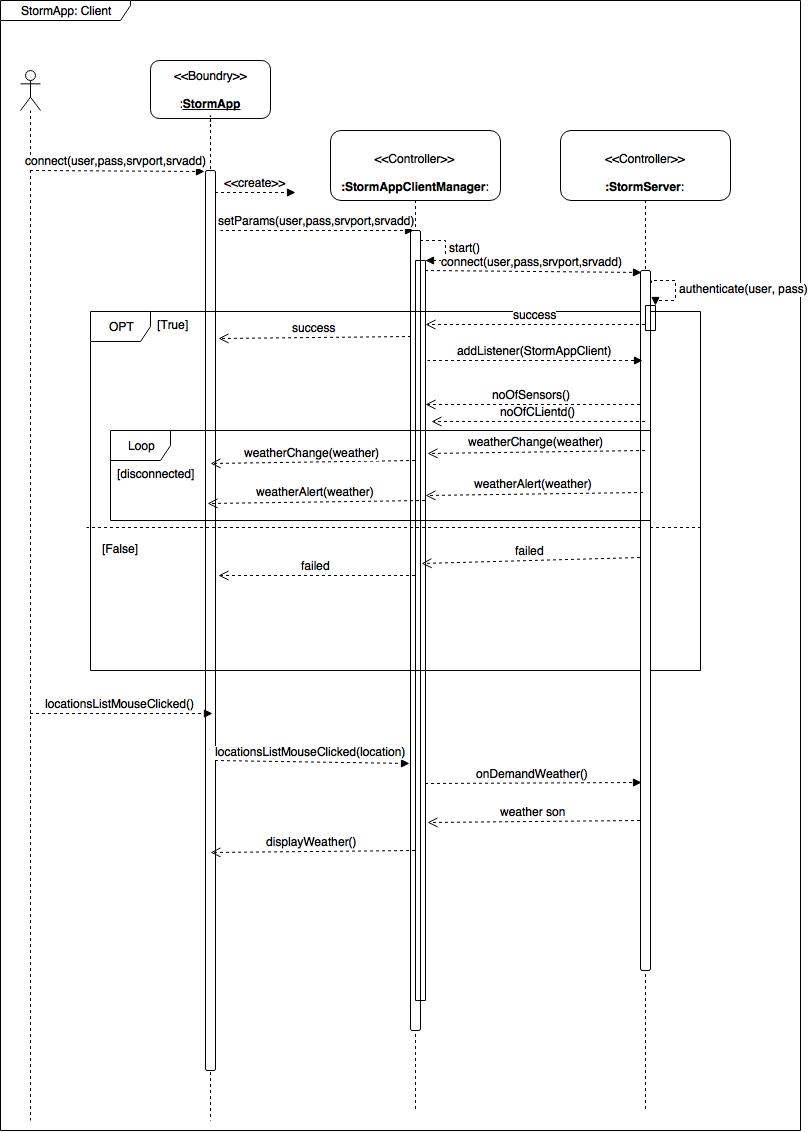 StormApp: Client
<<Boundry>>
:StormApp
<<Controller>>
:StormAppClientManager:
<<Controller>>
:StormServer:
connect(user,pass,srvport,srvadd)
<<create>>
setParams(user,pass,srvport,srvadd)
start()
connect(user,pass,srvport,srvadd)
authenticate(user, pass)
OPT
[True]
success
success
addListener(StormAppClient)
noOfSensors()
noOfCLientd()
Loop
[disconnected]
weatherChange(weather)
weatherChange(weather)
weatherAlert(weather)
weatherAlert(weather)
[False]
failed
failed
locationsListMouseClicked()
locationsListMouseClicked(location)
onDemandWeather()
weather son
displayWeather()